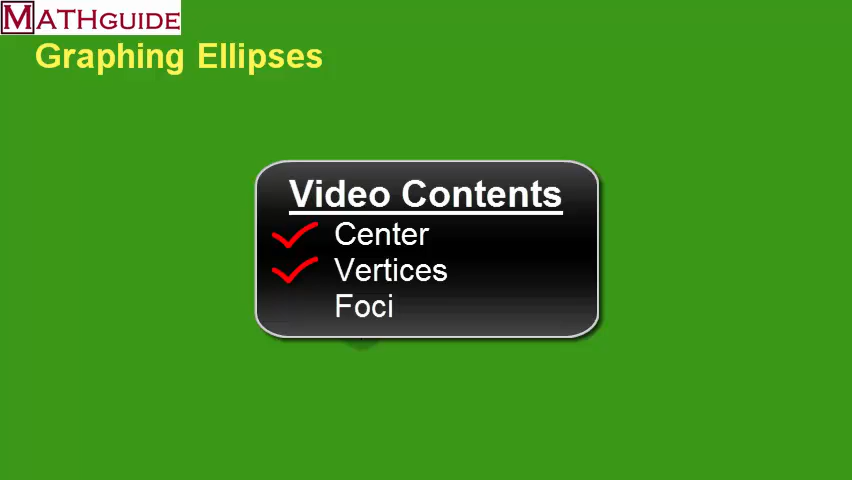 MATHGUIDE
Graphing Ellipses
Video Contents
Center
Vertices
Foci